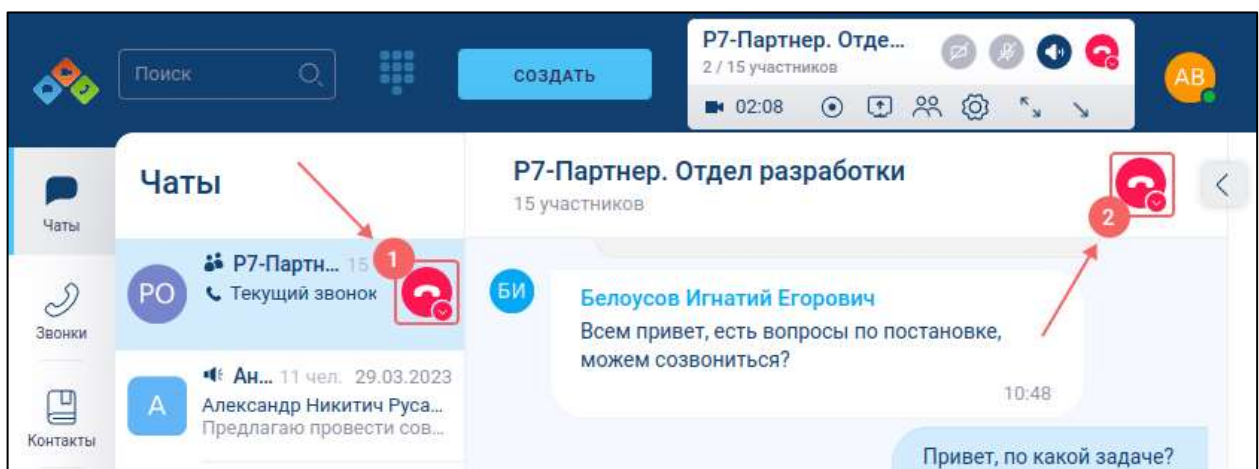 Поиск
СОЗДАТЬ
Р7-Партнер. Отде...
2 / 15 участников
02:08
АВ
Чаты
Звонки
Контакты
Чаты
РО
Р7-Партн... 15
Текущий звонок
1
А
Ан... 11 чел. 29.03.2023
Александр Никитич Руса...
Предлагаю провести сов...
Р7-Партнер. Отдел разработки
15 участников
2
БИ
Белоусов Игнатий Егорович
Всем привет, есть вопросы по постановке,
можем созвониться?
10:48
Привет, по какой задаче?